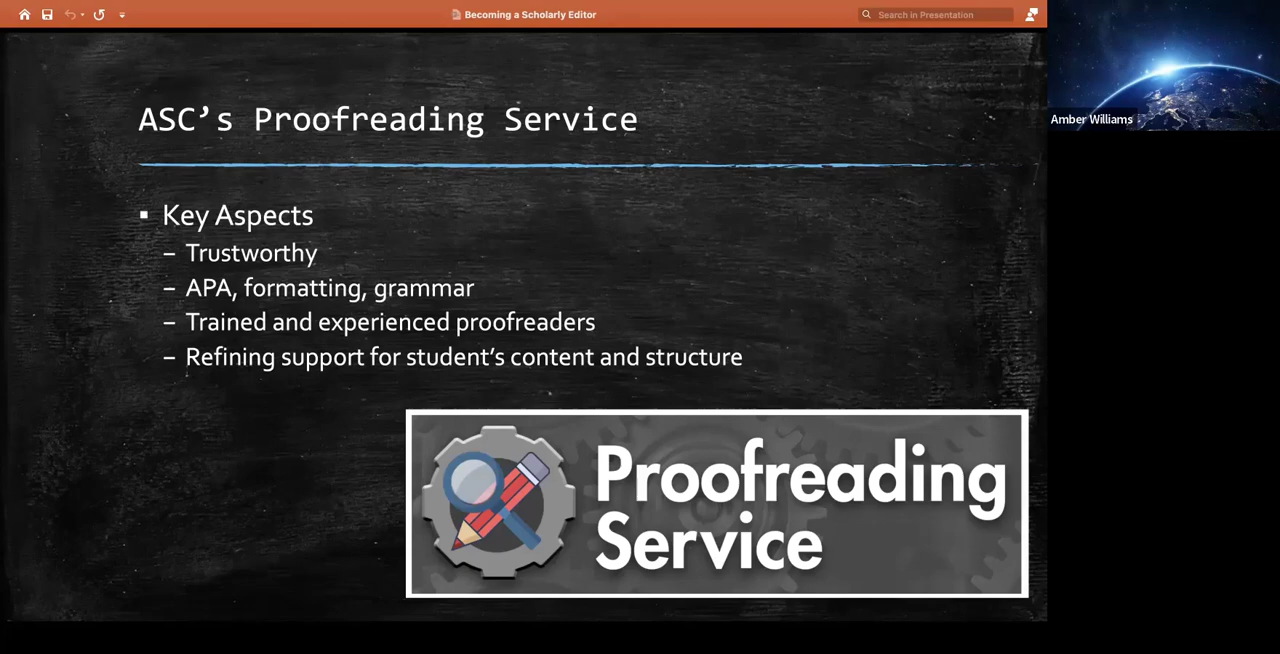 Becoming a Scholarly Editor
Search in Presentation
Amber Williams
ASC’s Proofreading Service
▪ Key Aspects
– Trustworthy
– APA, formatting, grammar
– Trained and experienced proofreaders
– Refining support for student’s content and structure
Proofreading
Service